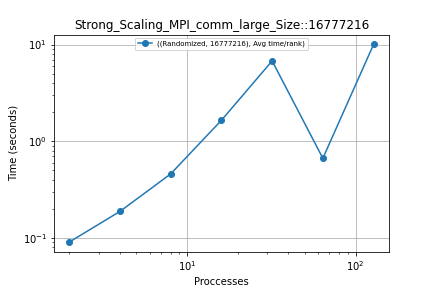 Strong_Scaling_MPI_comm_large_Size::16777216
((Randomized, 16777216), Avg time/rank)
10¹
10⁰
10⁻¹
Time (seconds)
10¹
10²
Proccesses